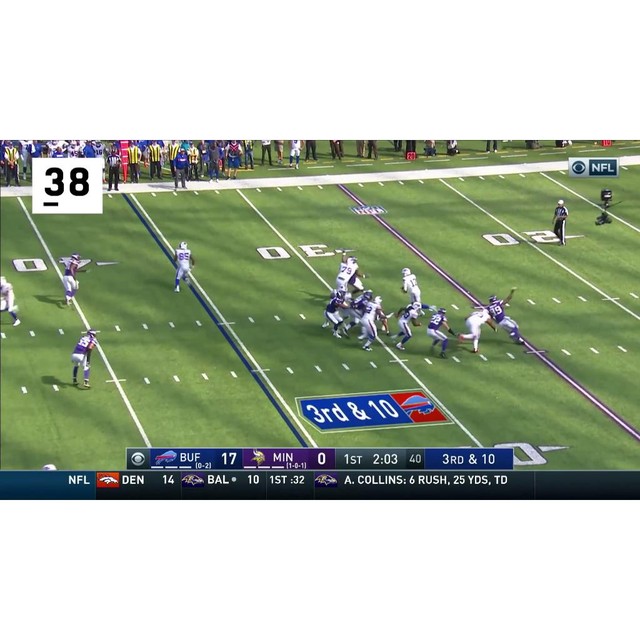 38
NFL
3rd & 10
BUF (0-2) 17 MIN (1-0-1) 0 1ST 2:03 40 3RD & 10
NFL DEN 14 BAL 10 1ST :32 A. COLLINS: 6 RUSH, 25 YDS, TD